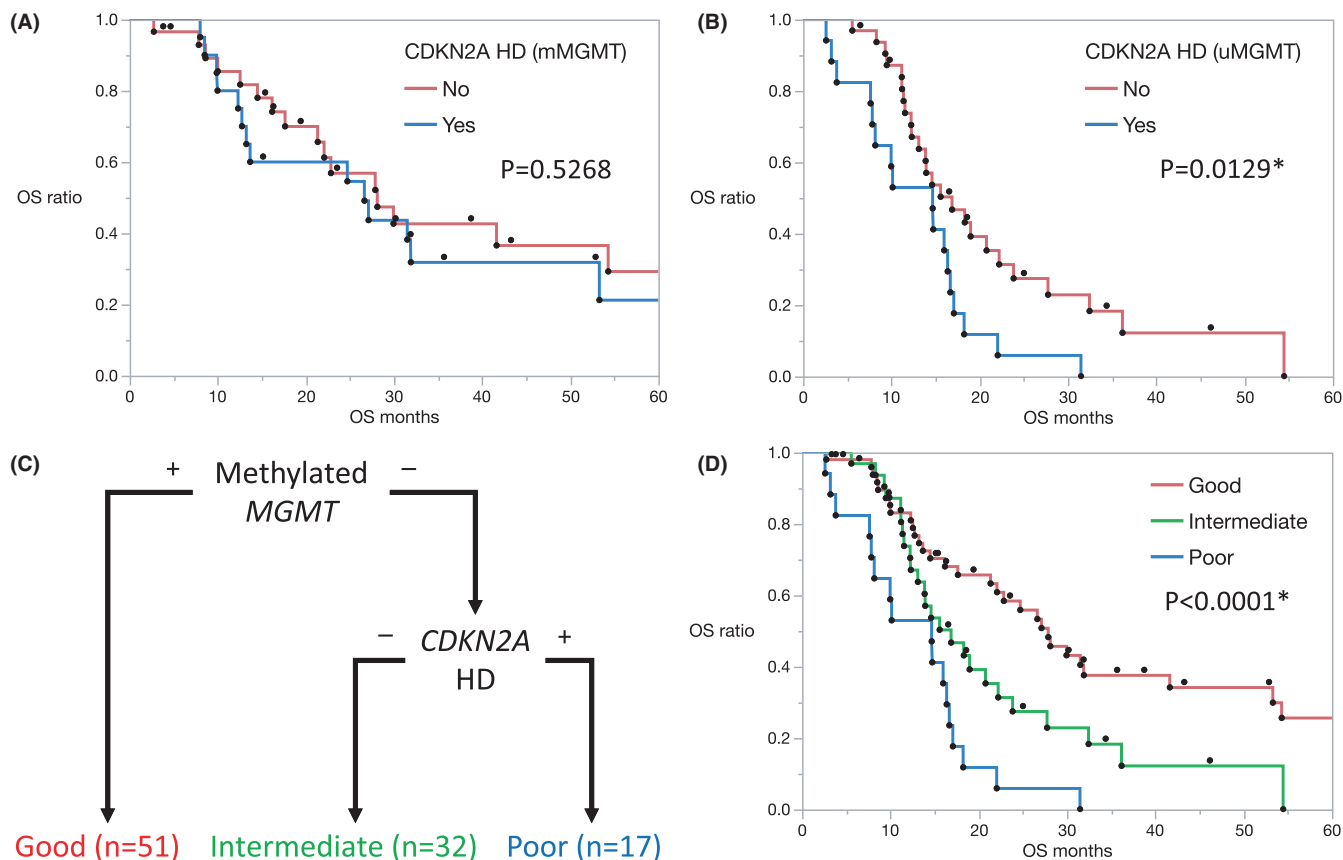 (A)
CDKN2A HD (mMGMT)
No
Yes
P=0.5268
OS ratio
1.0
0.8
0.6
0.4
0.2
0.0
0 10 20 30 40 50 60
OS months
(B)
CDKN2A HD (uMGMT)
No
Yes
P=0.0129*
OS ratio
1.0
0.8
0.6
0.4
0.2
0.0
0 10 20 30 40 50 60
OS months
(C)
+ Methylated –
MGMT
– CDKN2A +
HD
Good (n=51) Intermediate (n=32) Poor (n=17)
(D)
Good
Intermediate
Poor
P<0.0001*
OS ratio
1.0
0.8
0.6
0.4
0.2
0.0
0 10 20 30 40 50 60
OS months